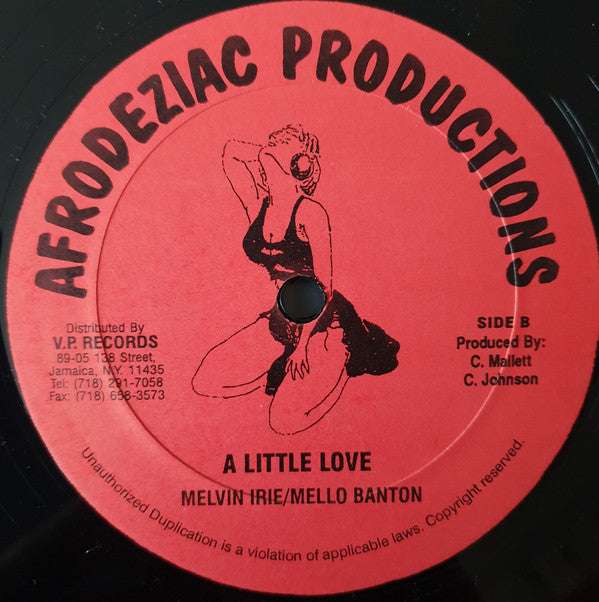 AFRODEZIAC PRODUCTIONS
Distributed By
V.P. RECORDS
89-05 138 Street,
Jamaica, N.Y. 11435
Tel: (718) 291-7058
Fax: (718) 658-3573
SIDE B
Produced By:
C. Mallett
C. Johnson
A LITTLE LOVE
MELVIN IRIE/MELLO BANTON
Unauthorized Duplication is a violation of applicable laws. Copyright reserved.